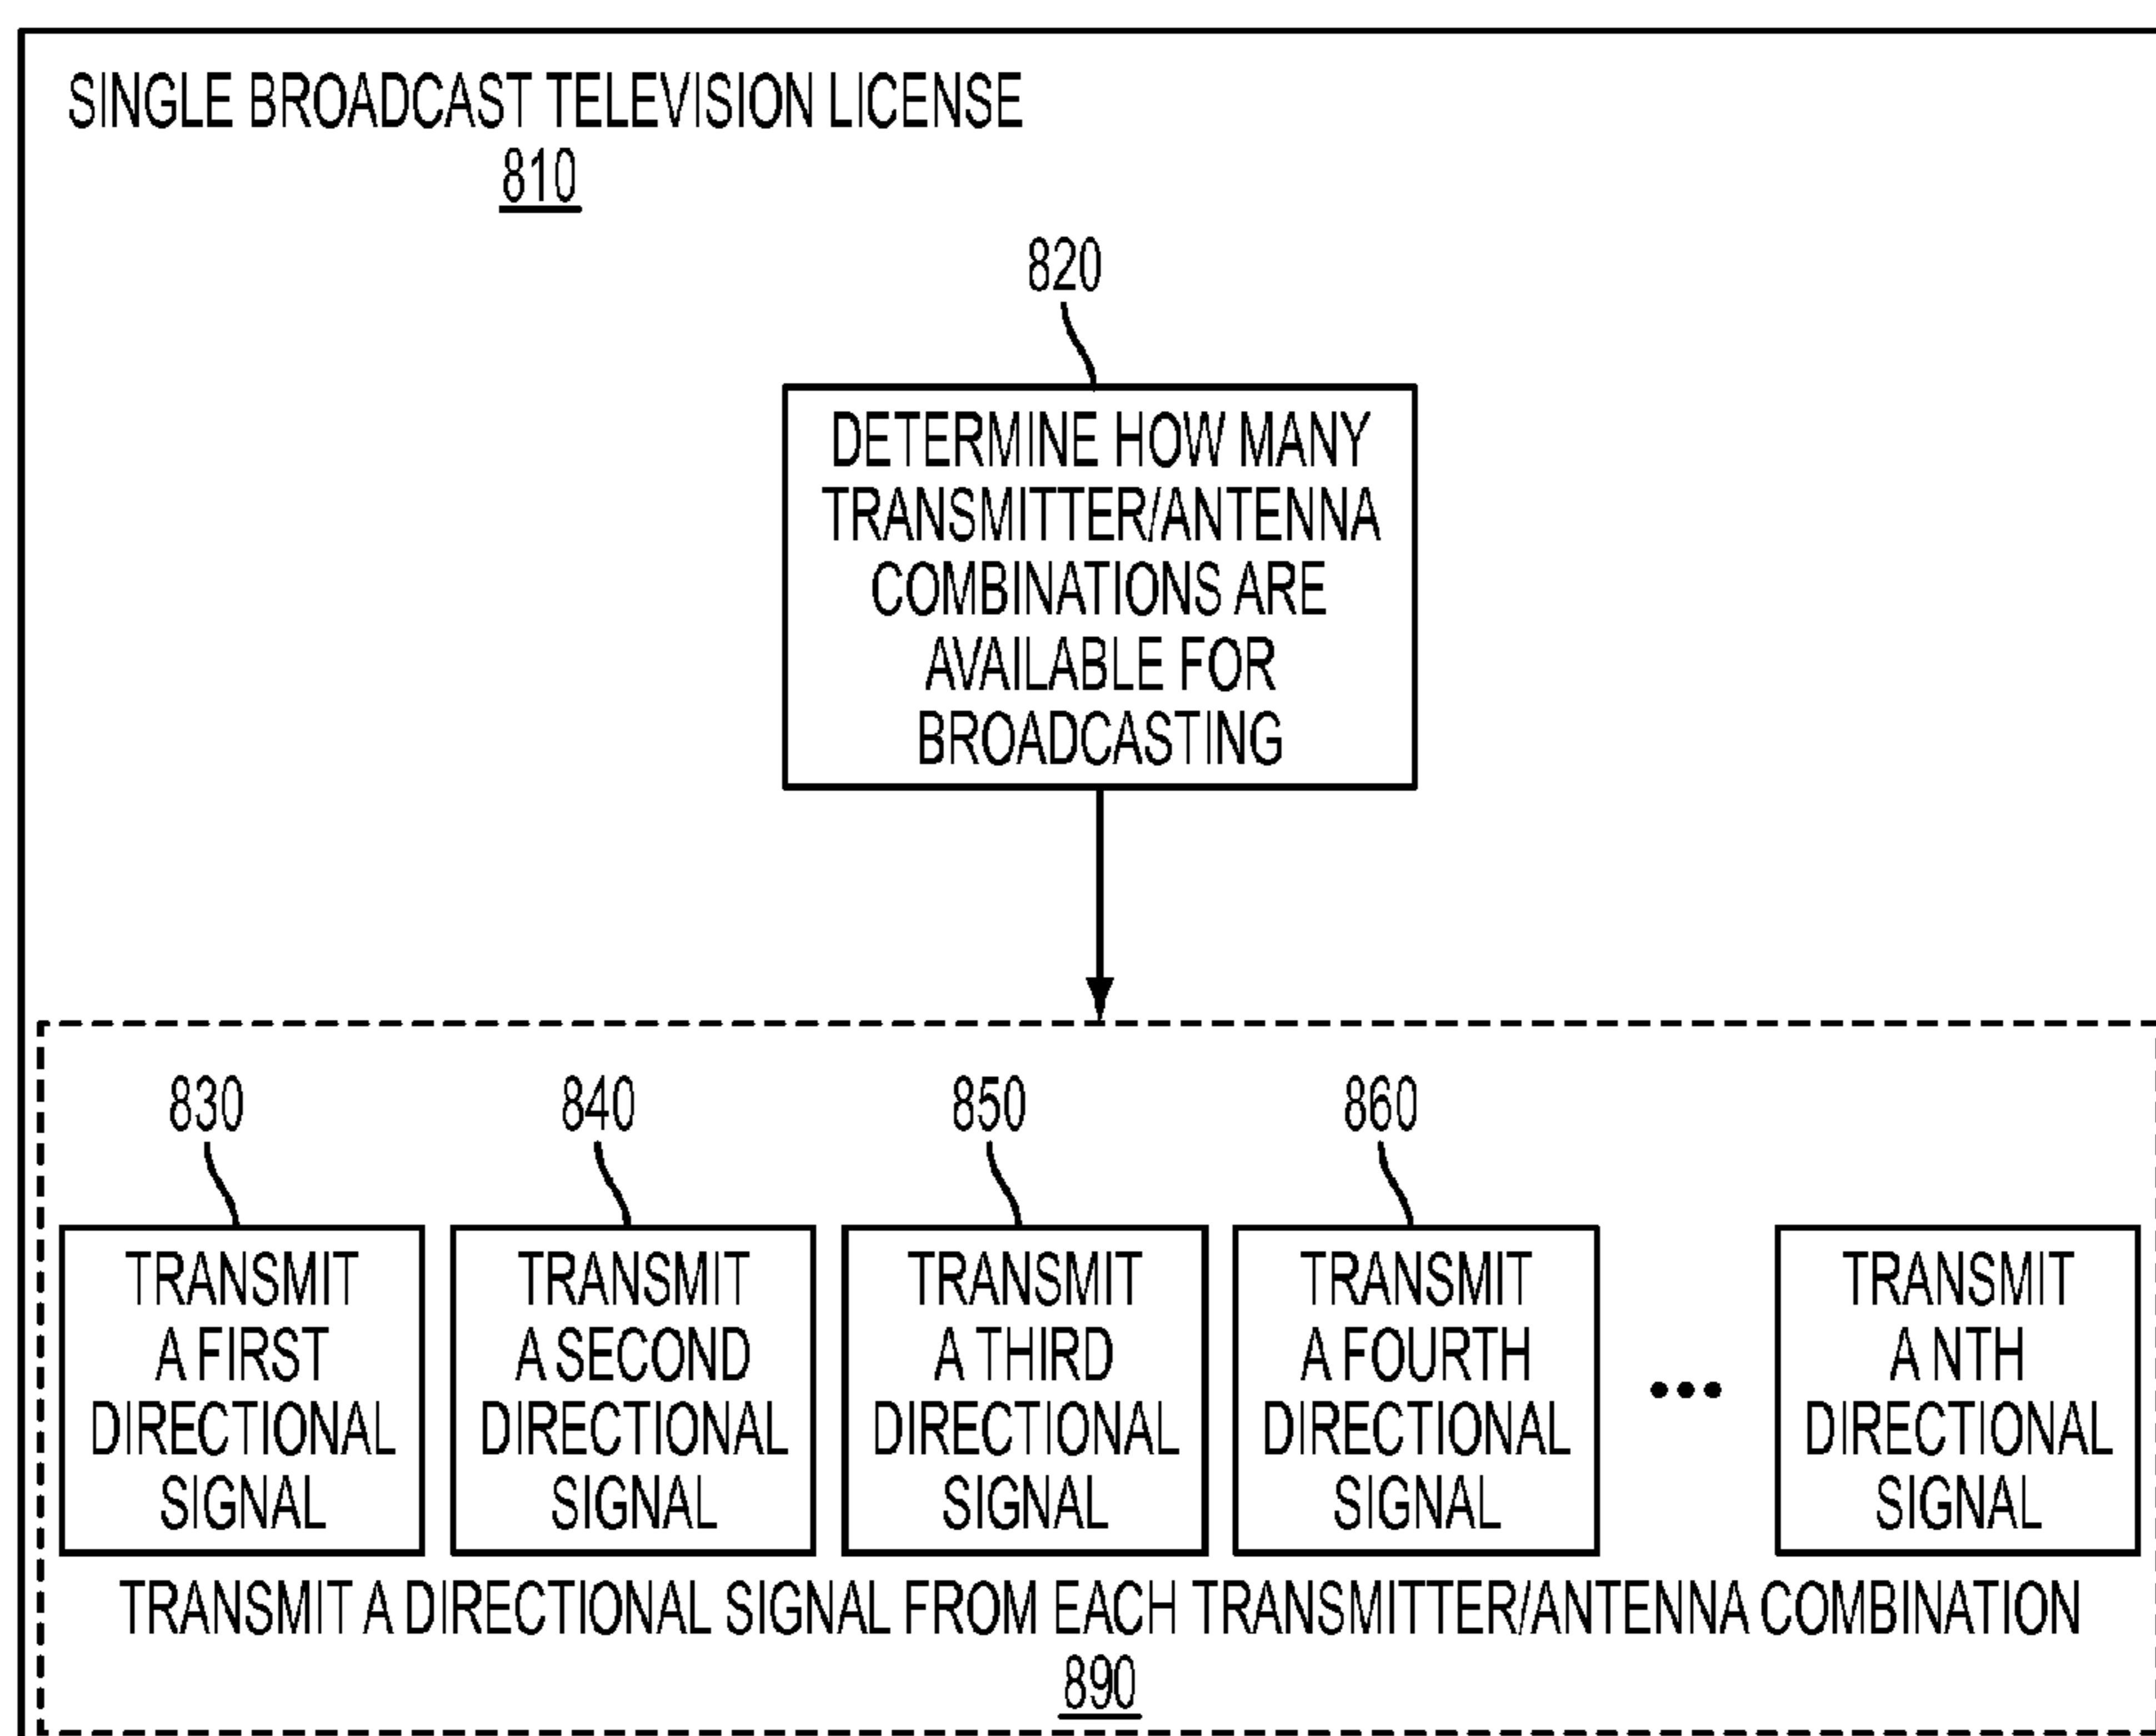 SINGLE BROADCAST TELEVISION LICENSE
810
820
DETERMINE HOW MANY
TRANSMITTER/ANTENNA
COMBINATIONS ARE
AVAILABLE FOR
BROADCASTING
830
840
850
860
TRANSMIT
A FIRST
DIRECTIONAL
SIGNAL
TRANSMIT
A SECOND
DIRECTIONAL
SIGNAL
TRANSMIT
A THIRD
DIRECTIONAL
SIGNAL
TRANSMIT
A FOURTH
DIRECTIONAL
SIGNAL
•••
TRANSMIT
A NTH
DIRECTIONAL
SIGNAL
TRANSMIT A DIRECTIONAL SIGNAL FROM EACH TRANSMITTER/ANTENNA COMBINATION
890